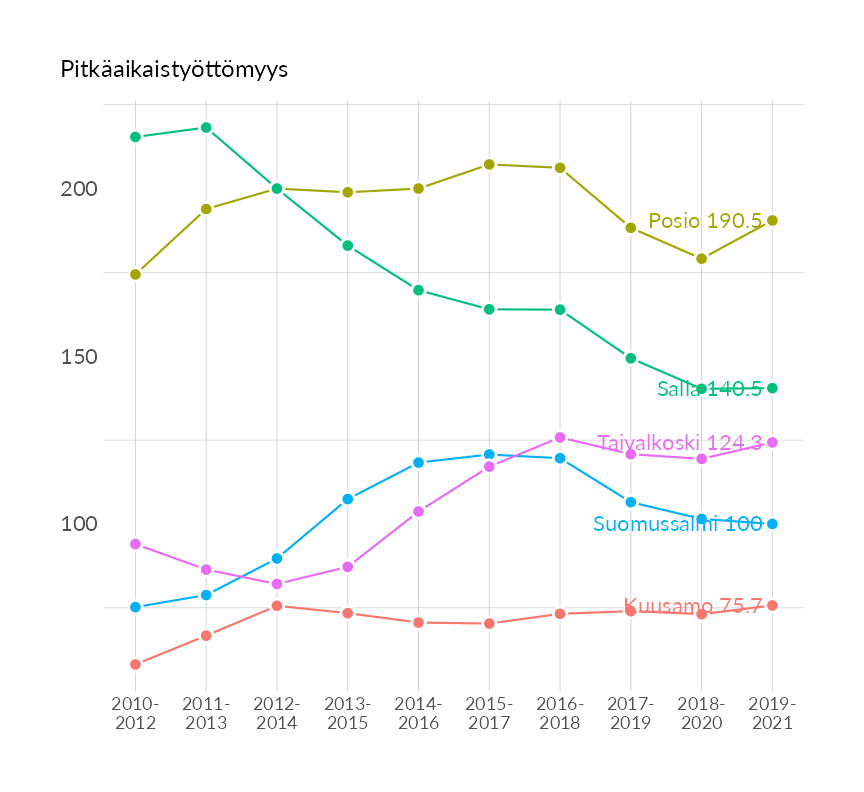 Pitkäaikaistyöttömyys
200
Posio 190.5
150
Salla 140.5
Taivalkoski 124.3
100
Suomussalmi 100
Kuusamo 75.7
2010- 2011- 2012- 2013- 2014- 2015- 2016- 2017- 2018- 2019-
2012 2013 2014 2015 2016 2017 2018 2019 2020 2021